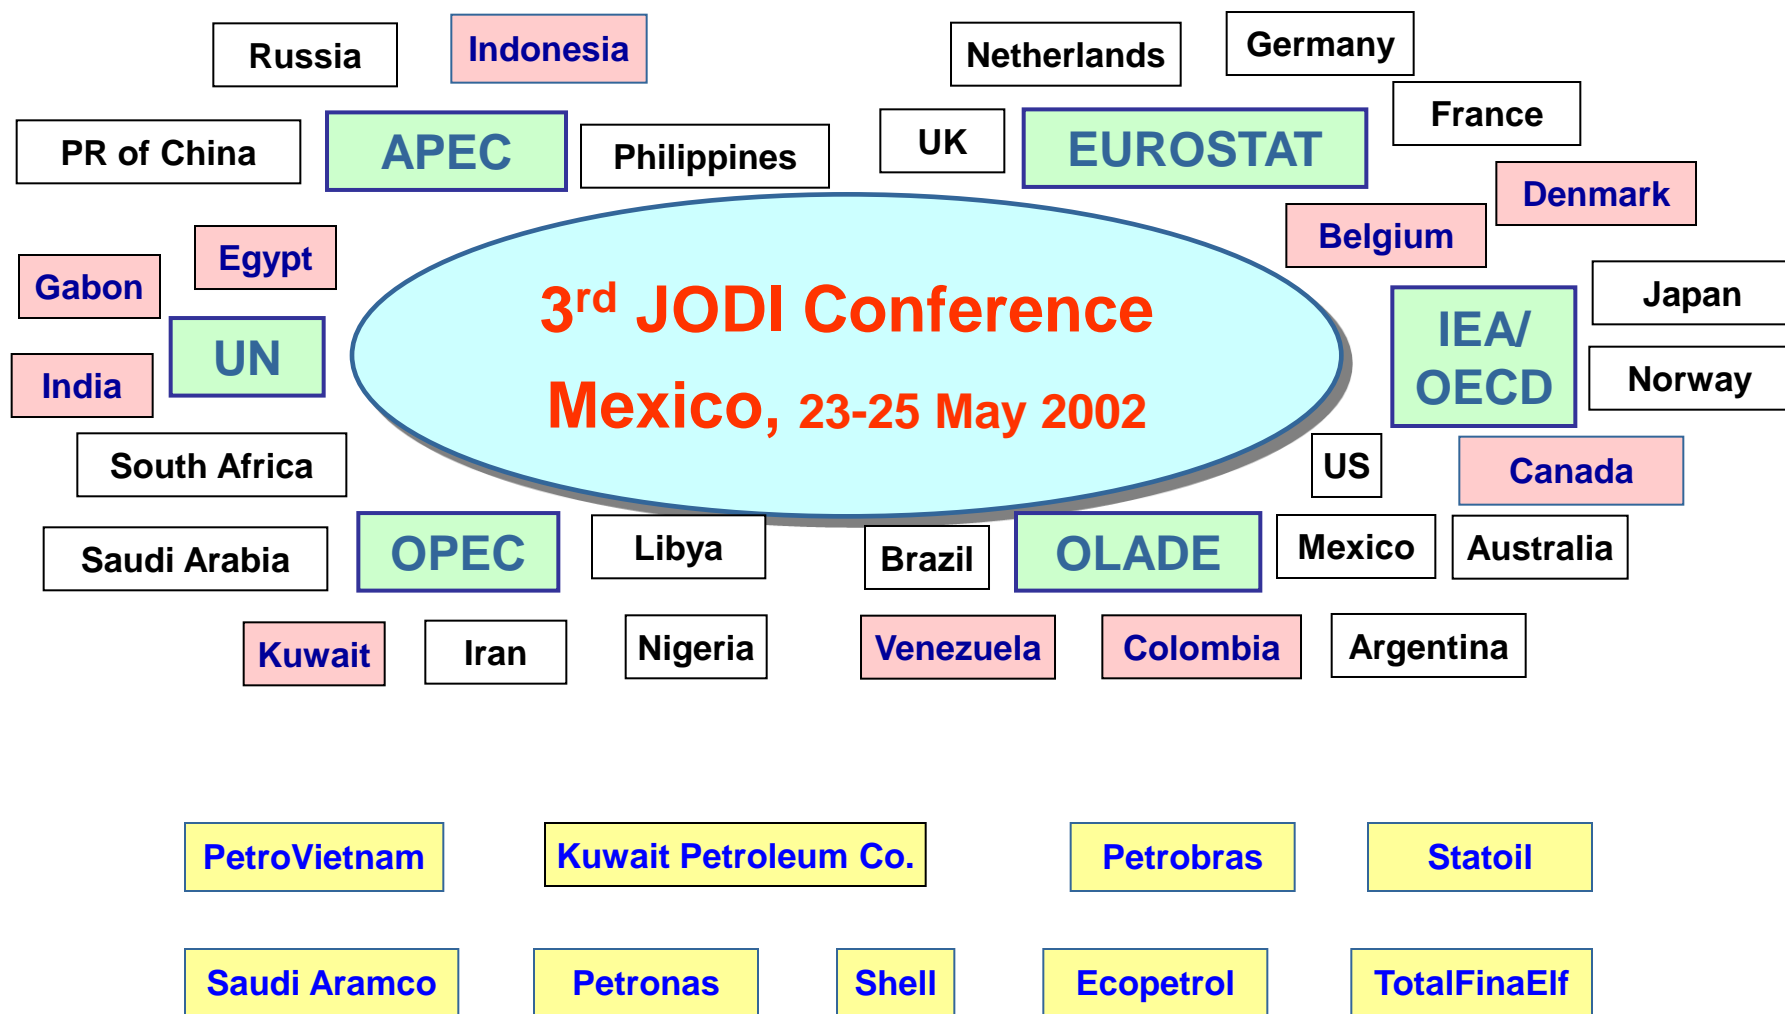 Russia
Indonesia
Netherlands
Germany
France
PR of China
APEC
Philippines
UK
EUROSTAT
Denmark
Belgium
Egypt
Gabon
Japan
3rd JODI Conference
IEA/
OECD
UN
India
Norway
Mexico, 23-25 May 2002
South Africa
US
Canada
Saudi Arabia
OPEC
Libya
Brazil
OLADE
Mexico
Australia
Kuwait
Iran
Nigeria
Venezuela
Colombia
Argentina
PetroVietnam
Kuwait Petroleum Co.
Petrobras
Statoil
Saudi Aramco
Petronas
Shell
Ecopetrol
TotalFinaElf